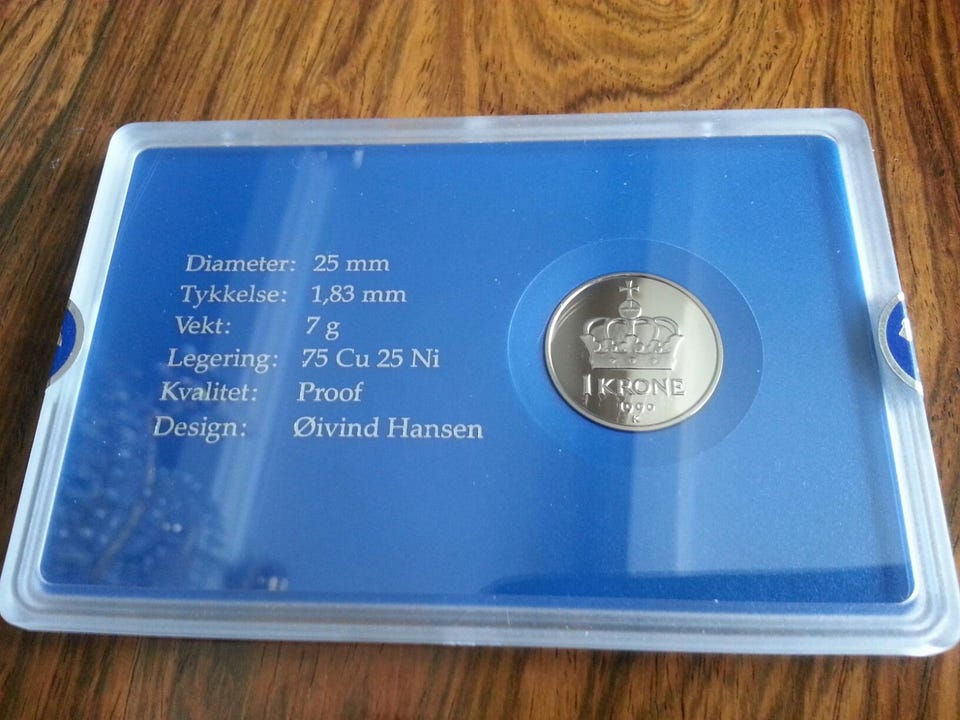 Diameter: 25 mm
Tykkelse: 1,83 mm
Vekt: 7 g
Legering: 75 Cu 25 Ni
Kvalitet: Proof
Design: Øivind Hansen
1 KRONE
1990
K